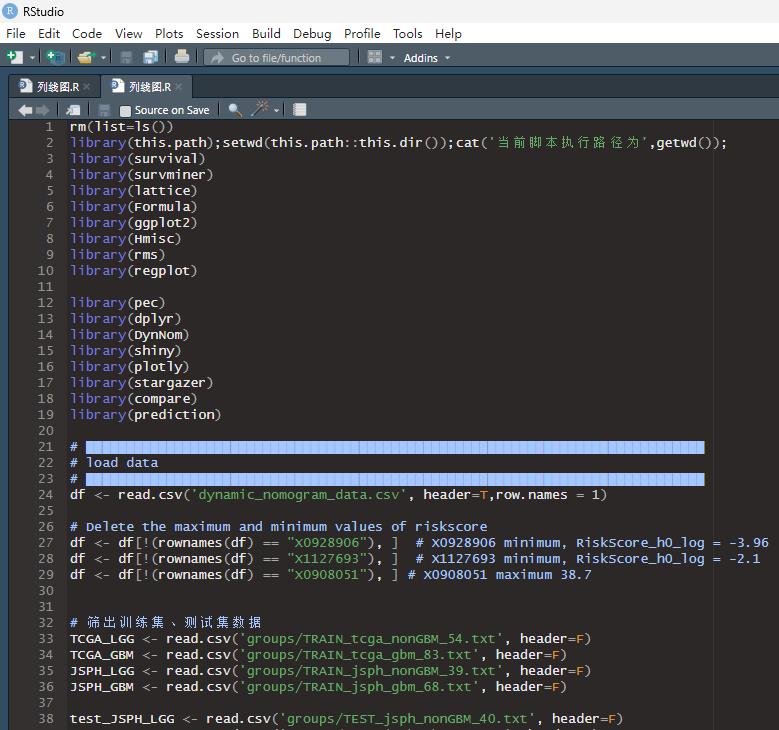 RStudio
File Edit Code View Plots Session Build Debug Profile Tools Help
Go to file/function Addins
列线图.R 列线图.R
Source on Save
1 rm(list=ls())
2 library(this.path);setwd(this.path::this.dir());cat('当前脚本执行路径为',getwd());
3 library(survival)
4 library(survminer)
5 library(lattice)
6 library(Formula)
7 library(ggplot2)
8 library(Hmisc)
9 library(rms)
10 library(regplot)
11
12 library(pec)
13 library(dplyr)
14 library(DynNom)
15 library(shiny)
16 library(plotly)
17 library(stargazer)
18 library(compare)
19 library(prediction)
20
21 #
22 # load data
23 #
24 df <- read.csv('dynamic_nomogram_data.csv', header=T,row.names = 1)
25
26 # Delete the maximum and minimum values of riskscore
27 df <- df[!(rownames(df) == "X0928906"), ] # X0928906 minimum, RiskScore_h0_log = -3.96
28 df <- df[!(rownames(df) == "X1127693"), ] # X1127693 minimum, RiskScore_h0_log = -2.1
29 df <- df[!(rownames(df) == "X0908051"), ] # X0908051 maximum 38.7
30
31
32 # 筛出训练集、测试集数据
33 TCGA_LGG <- read.csv('groups/TRAIN_tcga_nonGBM_54.txt', header=F)
34 TCGA_GBM <- read.csv('groups/TRAIN_tcga_gbm_83.txt', header=F)
35 JSPH_LGG <- read.csv('groups/TRAIN_jsph_nonGBM_39.txt', header=F)
36 JSPH_GBM <- read.csv('groups/TRAIN_jsph_gbm_68.txt', header=F)
37
38 test_JSPH_LGG <- read.csv('groups/TEST_jsph_nonGBM_40.txt', header=F)